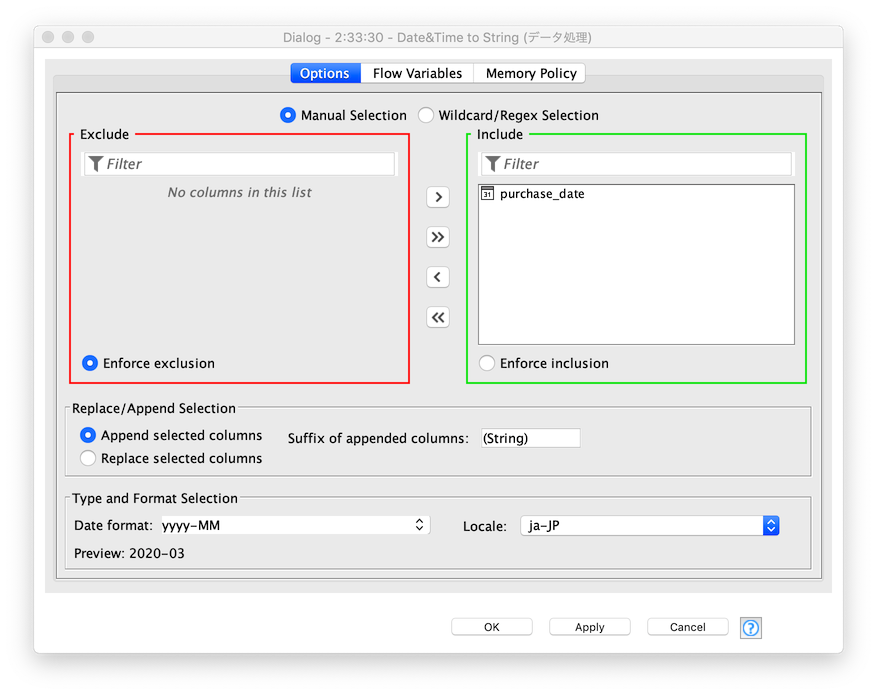 Dialog - 2:33:30 - Date&Time to String (データ処理)
Options Flow Variables Memory Policy
Manual Selection Wildcard/Regex Selection
Exclude
Filter
No columns in this list
Enforce exclusion
Include
Filter
31 purchase_date
Enforce inclusion
Replace/Append Selection
Append selected columns
Replace selected columns
Suffix of appended columns: (String)
Type and Format Selection
Date format: yyyy-MM
Locale: ja-JP
Preview: 2020-03
OK Apply Cancel ?